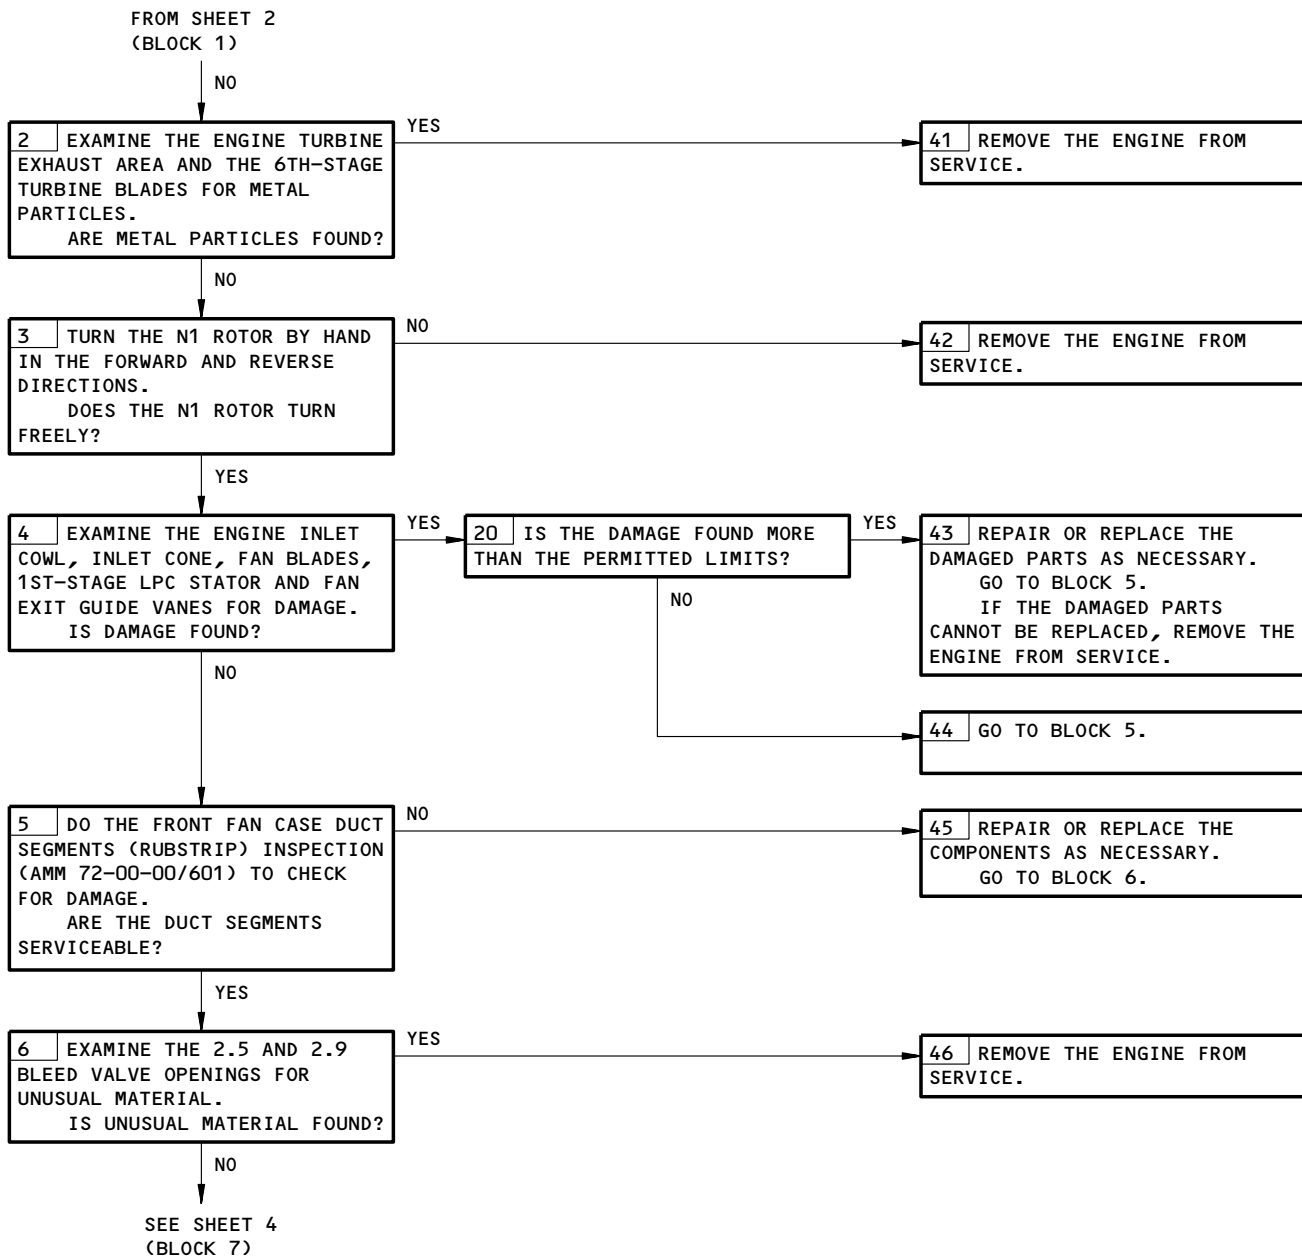 FROM SHEET 2
(BLOCK 1)
NO
2 EXAMINE THE ENGINE TURBINE
EXHAUST AREA AND THE 6TH-STAGE
TURBINE BLADES FOR METAL
PARTICLES.
ARE METAL PARTICLES FOUND?
YES
41 REMOVE THE ENGINE FROM
SERVICE.
NO
3 TURN THE N1 ROTOR BY HAND
IN THE FORWARD AND REVERSE
DIRECTIONS.
DOES THE N1 ROTOR TURN
FREELY?
NO
42 REMOVE THE ENGINE FROM
SERVICE.
YES
4 EXAMINE THE ENGINE INLET
COWL, INLET CONE, FAN BLADES,
1ST-STAGE LPC STATOR AND FAN
EXIT GUIDE VANES FOR DAMAGE.
IS DAMAGE FOUND?
YES
20 IS THE DAMAGE FOUND MORE
THAN THE PERMITTED LIMITS?
YES
43 REPAIR OR REPLACE THE
DAMAGED PARTS AS NECESSARY.
GO TO BLOCK 5.
IF THE DAMAGED PARTS
CANNOT BE REPLACED, REMOVE THE
ENGINE FROM SERVICE.
NO
44 GO TO BLOCK 5.
NO
5 DO THE FRONT FAN CASE DUCT
SEGMENTS (RUBSTRIP) INSPECTION
(AMM 72-00-00/601) TO CHECK
FOR DAMAGE.
ARE THE DUCT SEGMENTS
SERVICEABLE?
NO
45 REPAIR OR REPLACE THE
COMPONENTS AS NECESSARY.
GO TO BLOCK 6.
YES
6 EXAMINE THE 2.5 AND 2.9
BLEED VALVE OPENINGS FOR
UNUSUAL MATERIAL.
IS UNUSUAL MATERIAL FOUND?
YES
46 REMOVE THE ENGINE FROM
SERVICE.
NO
SEE SHEET 4
(BLOCK 7)